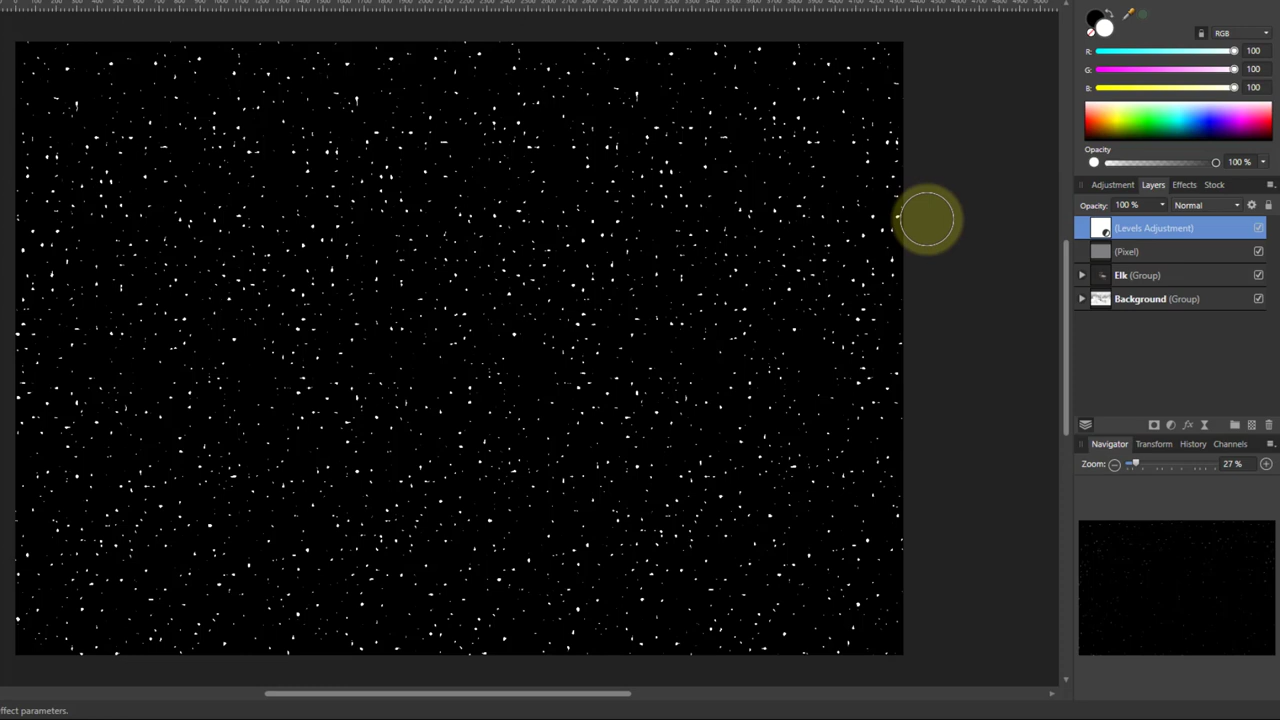 RGB
R: 100
G: 100
B: 100
Opacity
100 %
Adjustment Layers Effects Stock
Opacity: 100 % Normal
(Levels Adjustment)
(Pixel)
Elk (Group)
Background (Group)
fx
Navigator Transform History Channels
Zoom: 27 %
ffect parameters.